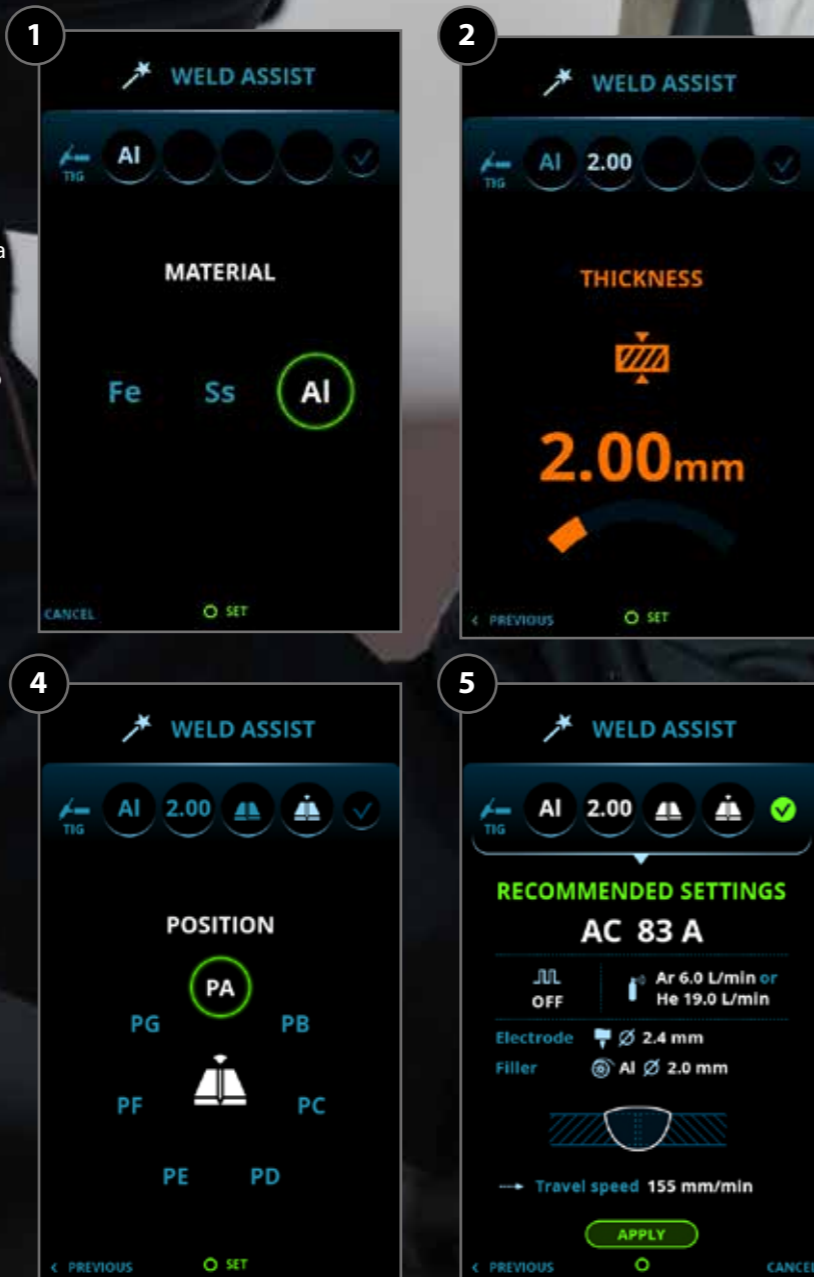 1
WELD ASSIST
TIG Al
MATERIAL
Fe Ss Al
CANCEL SET
2
WELD ASSIST
TIG Al 2.00
THICKNESS
2.00mm
< PREVIOUS SET
a
4
WELD ASSIST
TIG Al 2.00
POSITION
PA
PG PB
PF PC
PE PD
< PREVIOUS SET
5
WELD ASSIST
TIG Al 2.00
RECOMMENDED SETTINGS
AC 83 A
OFF
Ar 6.0 L/min or
He 19.0 L/min
Electrode Ø 2.4 mm
Filler Al Ø 2.0 mm
Travel speed 155 mm/min
APPLY
< PREVIOUS CANCEL